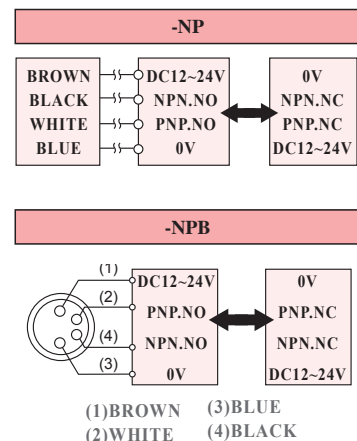 -NP
BROWN DC12~24V 0V
BLACK NPN.NO NPN.NC
WHITE PNP.NO PNP.NC
BLUE 0V DC12~24V
-NPB
(1) DC12~24V 0V
(2) PNP.NO PNP.NC
(4) NPN.NO NPN.NC
(3) 0V DC12~24V
(1)BROWN (3)BLUE
(2)WHITE (4)BLACK